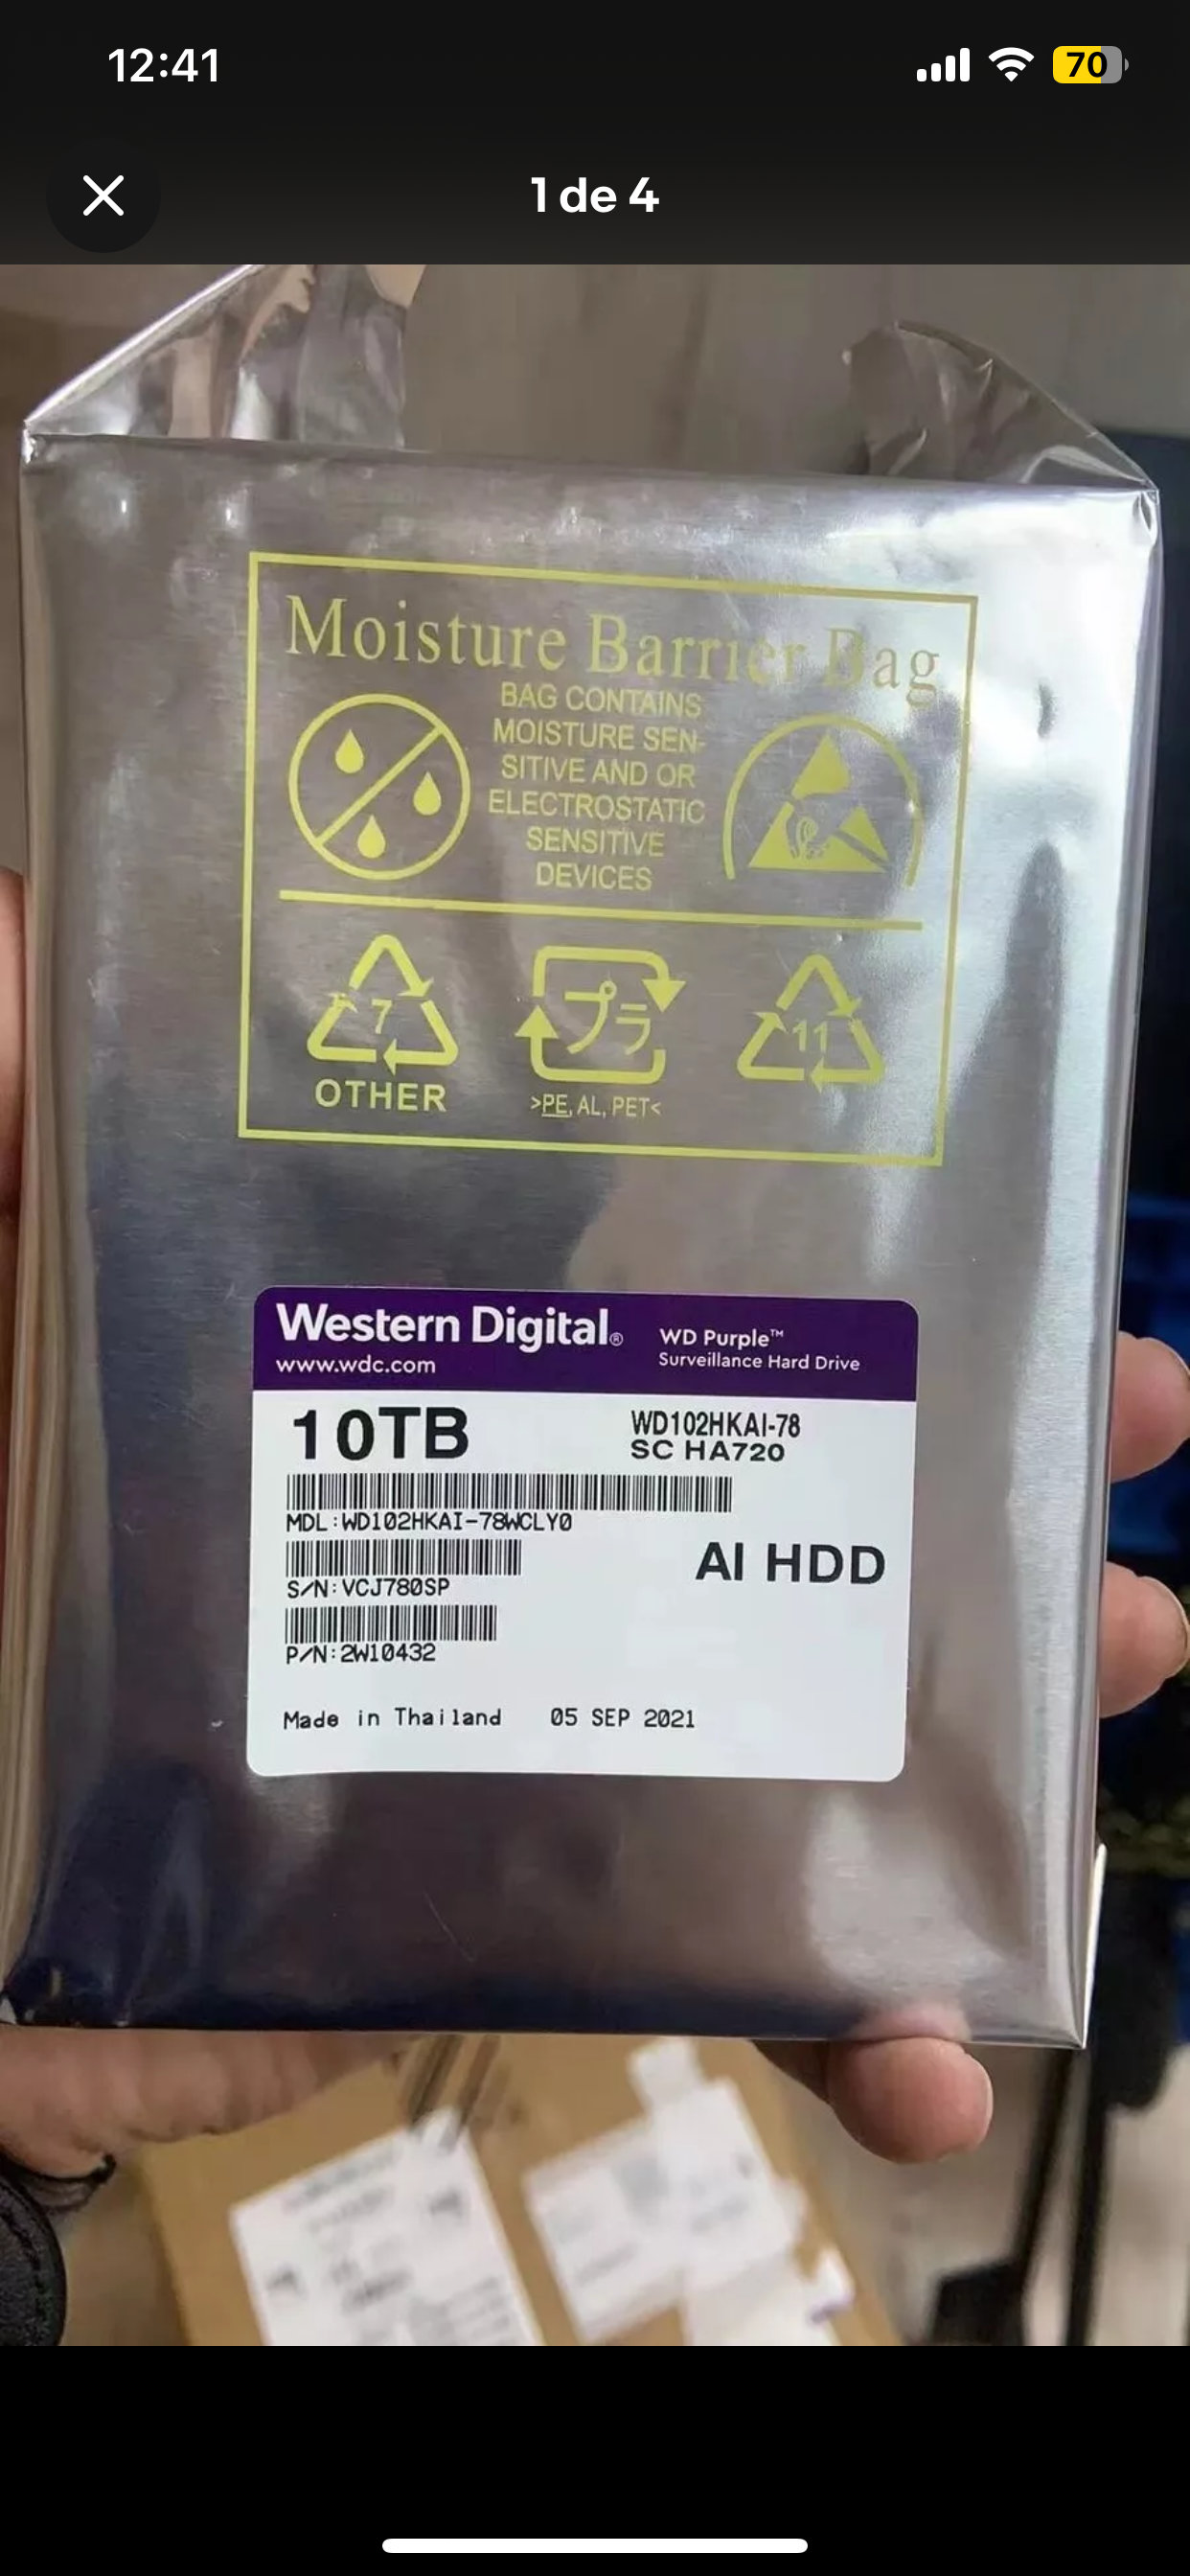 12:41
70
1 de 4
Moisture Barrier Bag
BAG CONTAINS
MOISTURE SEN-
SITIVE AND OR
ELECTROSTATIC
SENSITIVE
DEVICES
7
プラ
11
OTHER
>PE, AL, PET<
Western Digital®
WD Purple™
www.wdc.com
Surveillance Hard Drive
10TB
WD102HKAI-78
SC HA720
MDL:WD102HKAI-78WCLY0
AI HDD
S/N:VCJ780SP
P/N:2W10432
Made in Thailand 05 SEP 2021